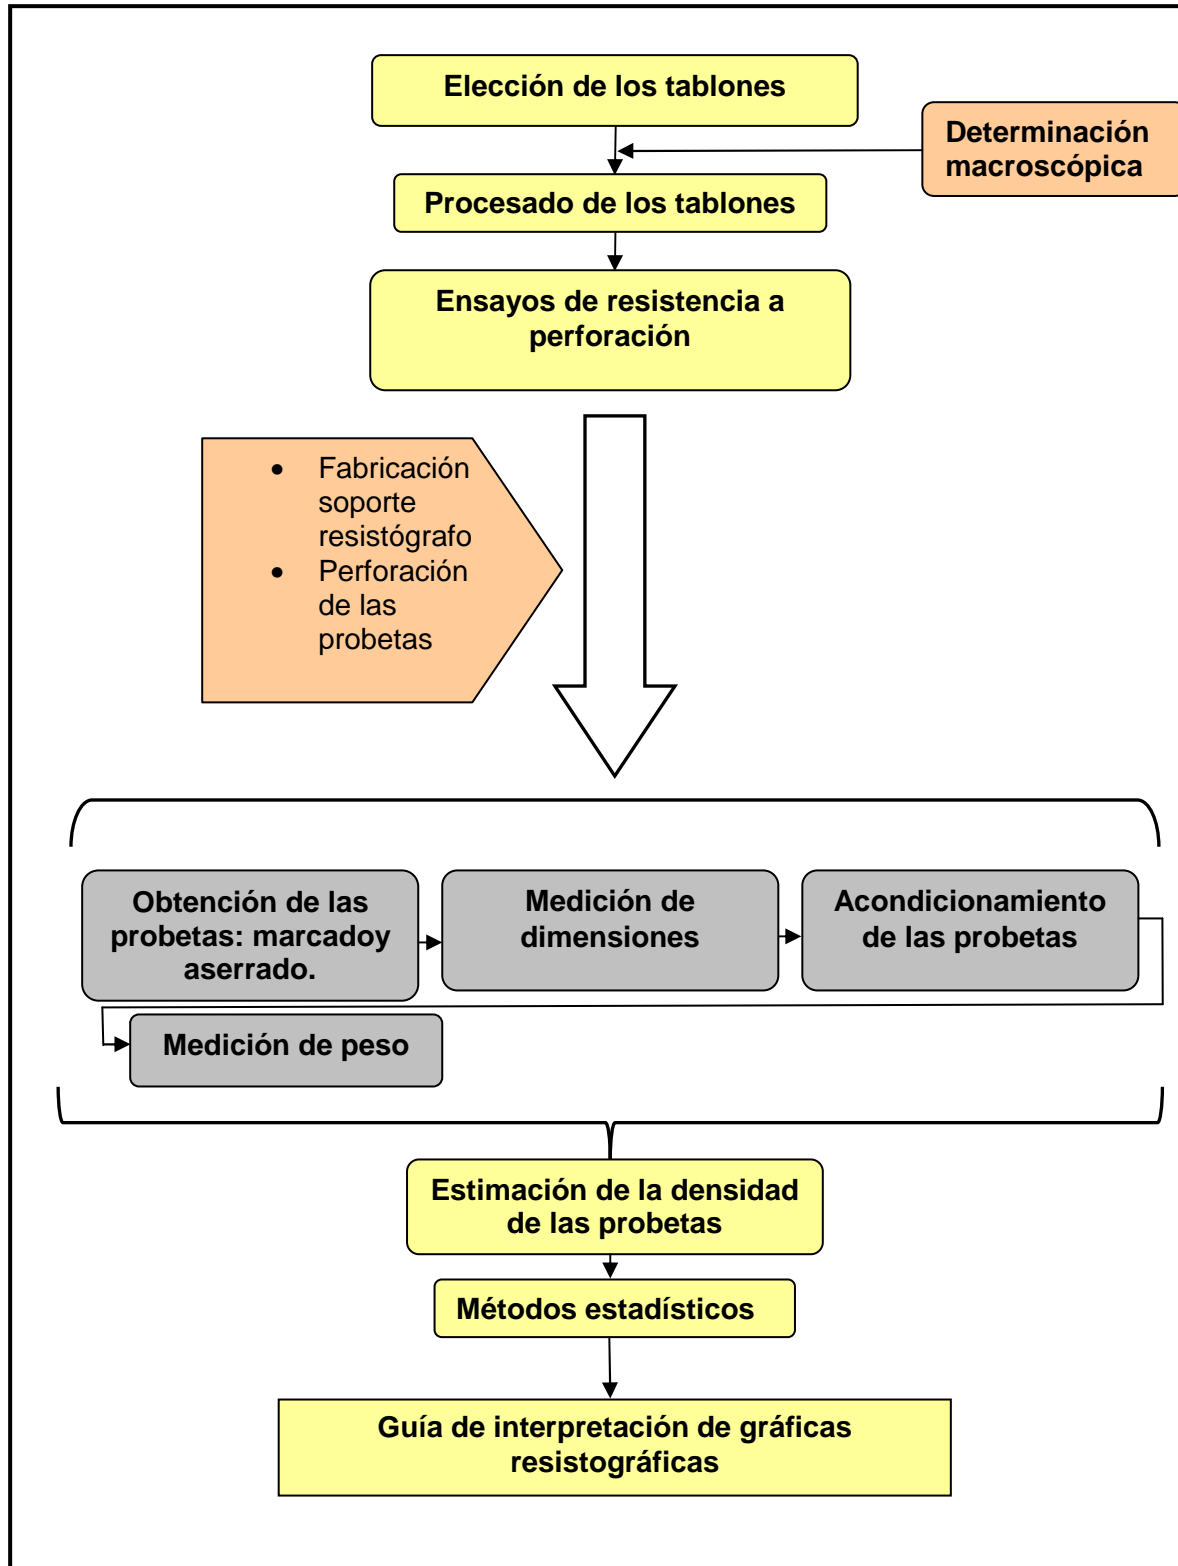 Elección de los tablones
Determinación
macroscópica
Procesado de los tablones
Ensayos de resistencia a
perforación
• Fabricación
soporte
resistógrafo
• Perforación
de las
probetas
Obtención de las
probetas: marcadoy
aserrado.
Medición de
dimensiones
Acondicionamiento
de las probetas
Medición de peso
Estimación de la densidad
de las probetas
Métodos estadísticos
Guía de interpretación de gráficas
resistográficas